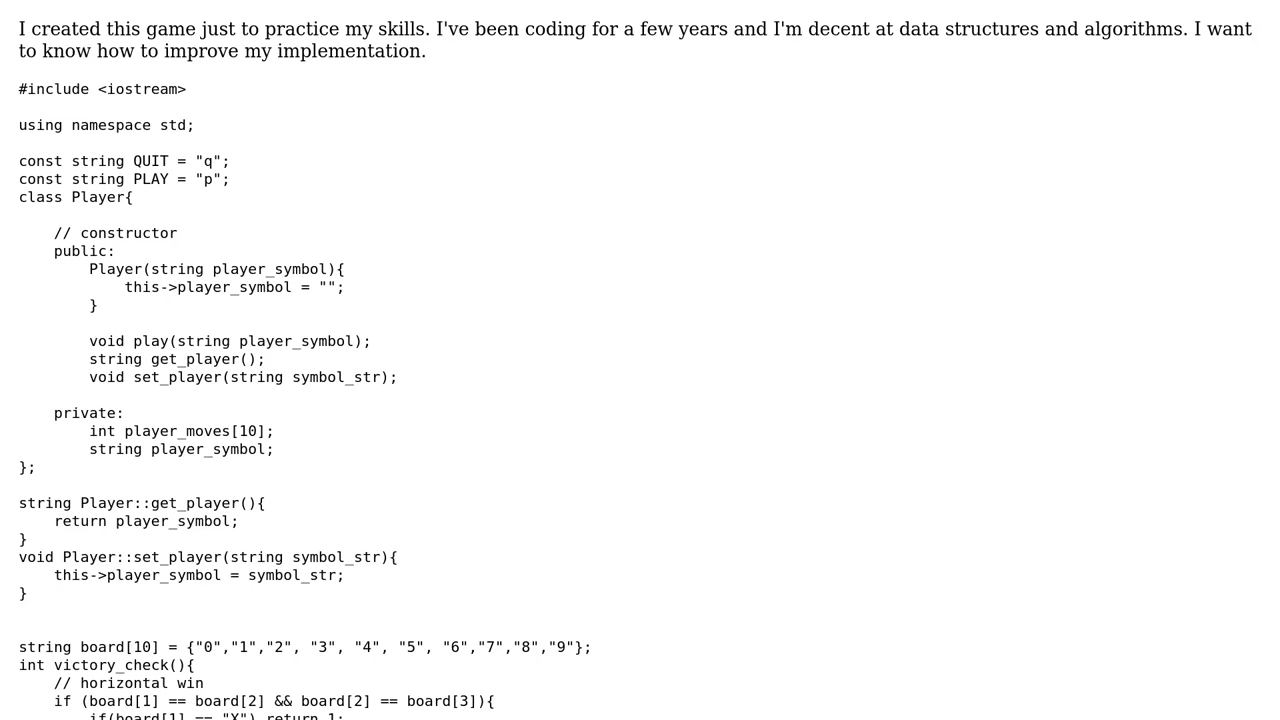 I created this game just to practice my skills. I've been coding for a few years and I'm decent at data structures and algorithms. I want
to know how to improve my implementation.
#include <iostream>
using namespace std;
const string QUIT = "q";
const string PLAY = "p";
class Player{
    // constructor
    public:
        Player(string player_symbol){
            this->player_symbol = "";
        }
        void play(string player_symbol);
        string get_player();
        void set_player(string symbol_str);
    private:
        int player_moves[10];
        string player_symbol;
};
string Player::get_player(){
    return player_symbol;
}
void Player::set_player(string symbol_str){
    this->player_symbol = symbol_str;
}
string board[10] = {"0","1","2", "3", "4", "5", "6","7","8","9"};
int victory_check(){
    // horizontal win
    if (board[1] == board[2] && board[2] == board[3]){
        if(board[1] == "X") return 1;